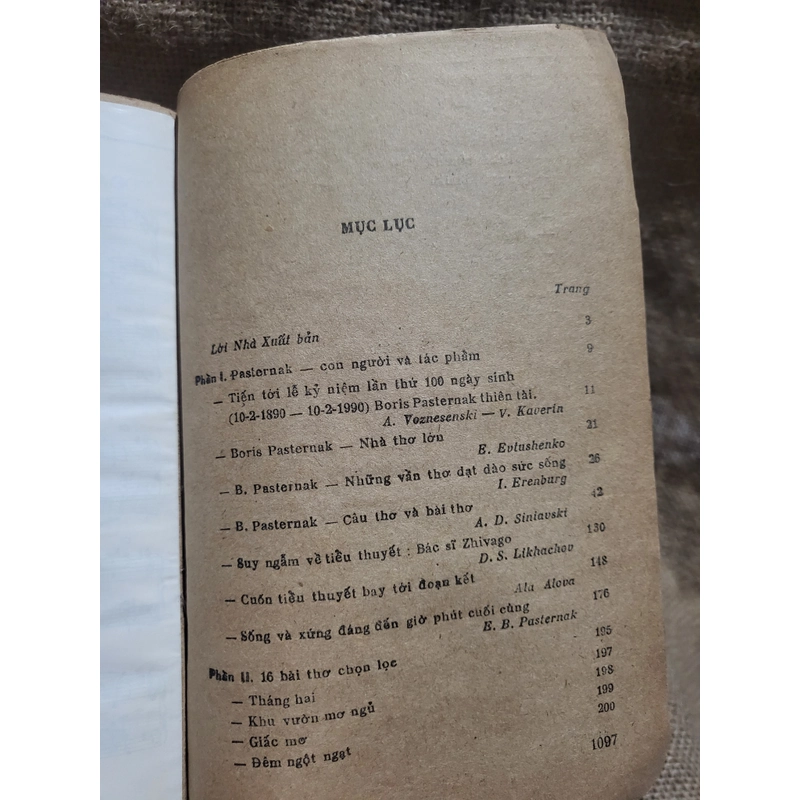 MỤC LỤC
Trang
Lời Nhà Xuất bản 3
Phần I. Pasternak — con người và tác phẩm 9
— Tiến tới lễ kỷ niệm lần thứ 100 ngày sinh
(10-2-1890 — 10-2-1990) Boris Pasternak thiên tài. 11
A. Voznesenski — V. Kaverin
— Boris Pasternak — Nhà thơ lớn 21
E. Evtushenko
— B. Pasternak — Những vần thơ dạt dào sức sống 26
I. Erenburg
— B. Pasternak — Câu thơ và bài thơ 42
A. D. Siniavski
— Suy ngẫm về tiểu thuyết : Bác sĩ Zhivago 130
D. S. Likhachov
— Cuốn tiểu thuyết bay tới đoạn kết 148
Ala Alova
— Sống và xứng đáng đến giờ phút cuối cùng 176
E. B. Pasternak
Phần II. 16 bài thơ chọn lọc 195
— Tháng hai 197
— Khu vườn mơ ngủ 198
— Giấc mơ 199
— Đêm ngột ngạt 200
1097